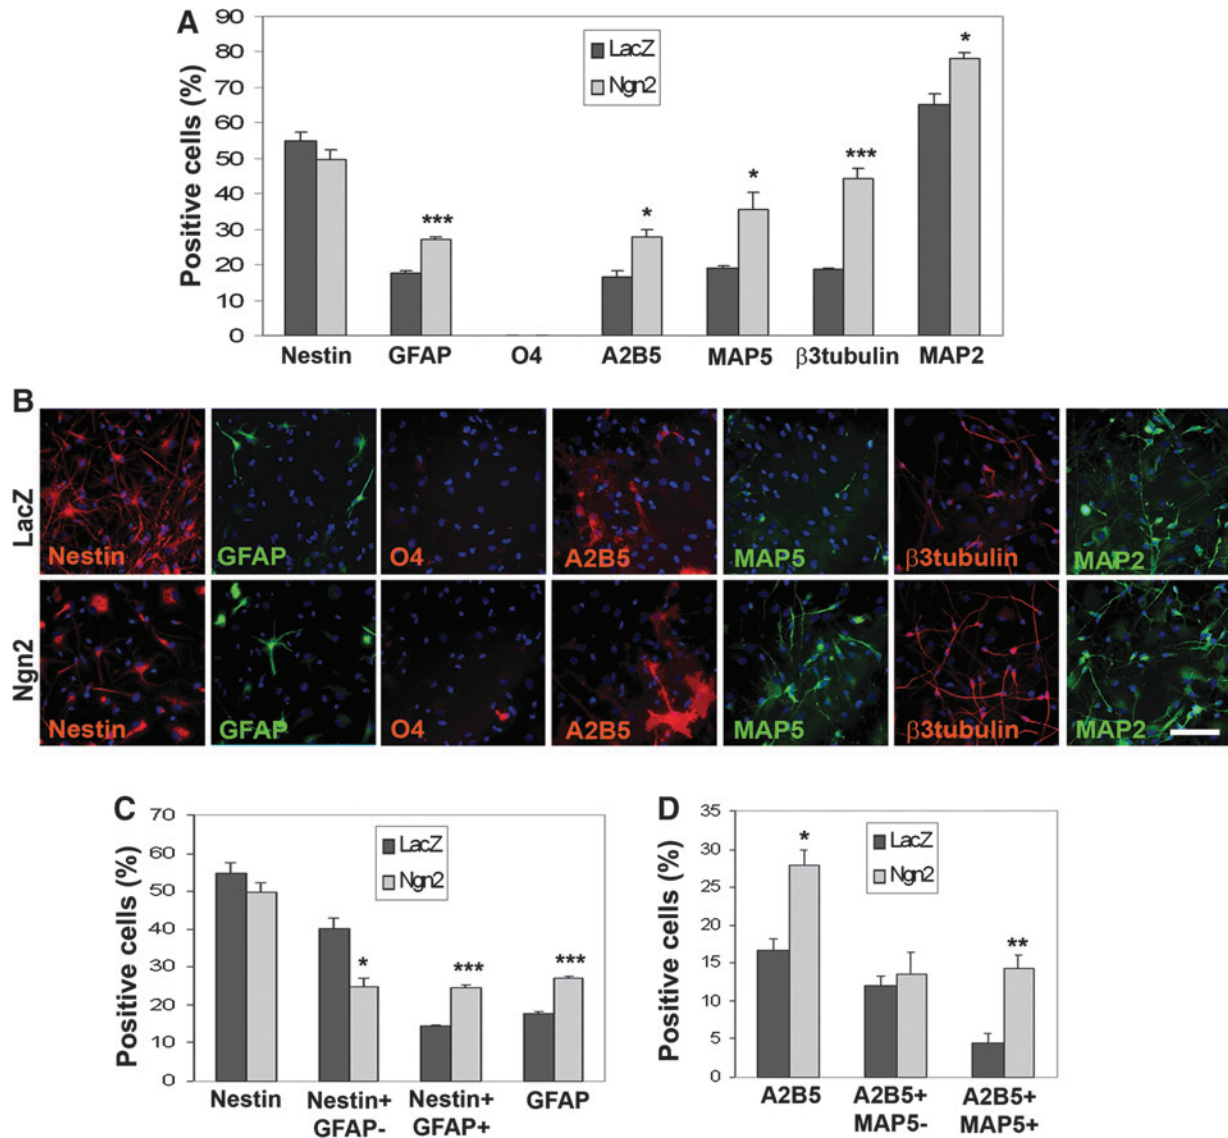 A
90
80
70
60
50
40
30
20
10
0
Positive cells (%)
LacZ
Ngn2
***
*
*
***
*
Nestin GFAP O4 A2B5 MAP5 β3tubulin MAP2
B
LacZ
Nestin GFAP O4 A2B5 MAP5 β3tubulin MAP2
Ngn2
Nestin GFAP O4 A2B5 MAP5 β3tubulin MAP2
C
70
60
50
40
30
20
10
0
Positive cells (%)
LacZ
Ngn2
*
***
***
Nestin Nestin+ Nestin+ GFAP
GFAP- GFAP+
D
35
30
25
20
15
10
5
0
Positive cells (%)
LacZ
Ngn2
*
**
A2B5 A2B5+ A2B5+
MAP5- MAP5+